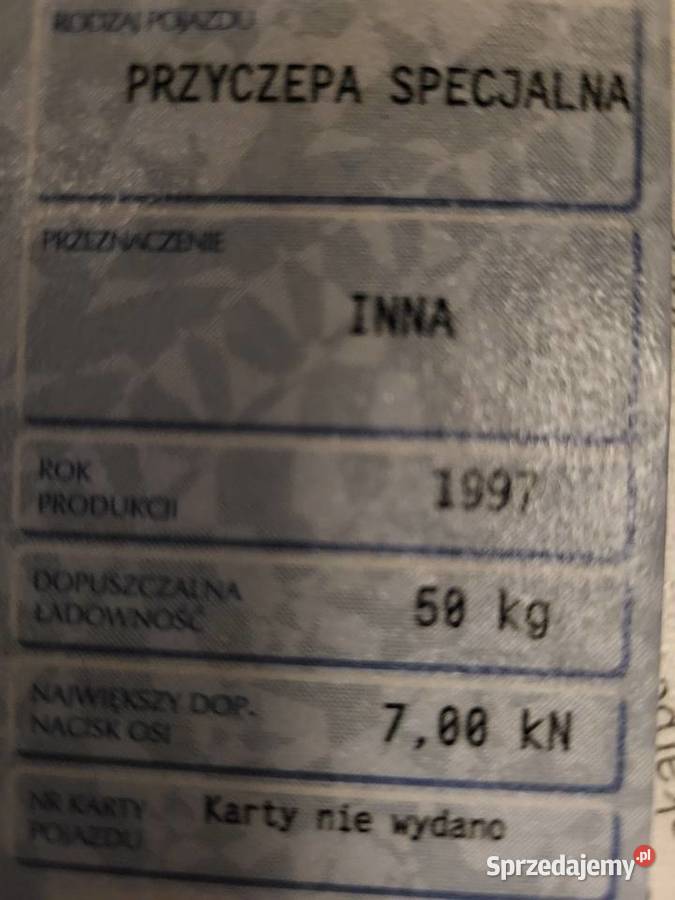 RODZAJ POJAZDU
PRZYCZEPA SPECJALNA
PRZEZNACZENIE
INNA
ROK
PRODUKCJI
1997
DOPUSZCZALNA
ŁADOWNOŚĆ
50 kg
NAJWIĘKSZY DOP.
NACISK OSI
7,00 kN
NR KARTY
POJAZDU
Karty nie wydano
Sprzedajemy.pl